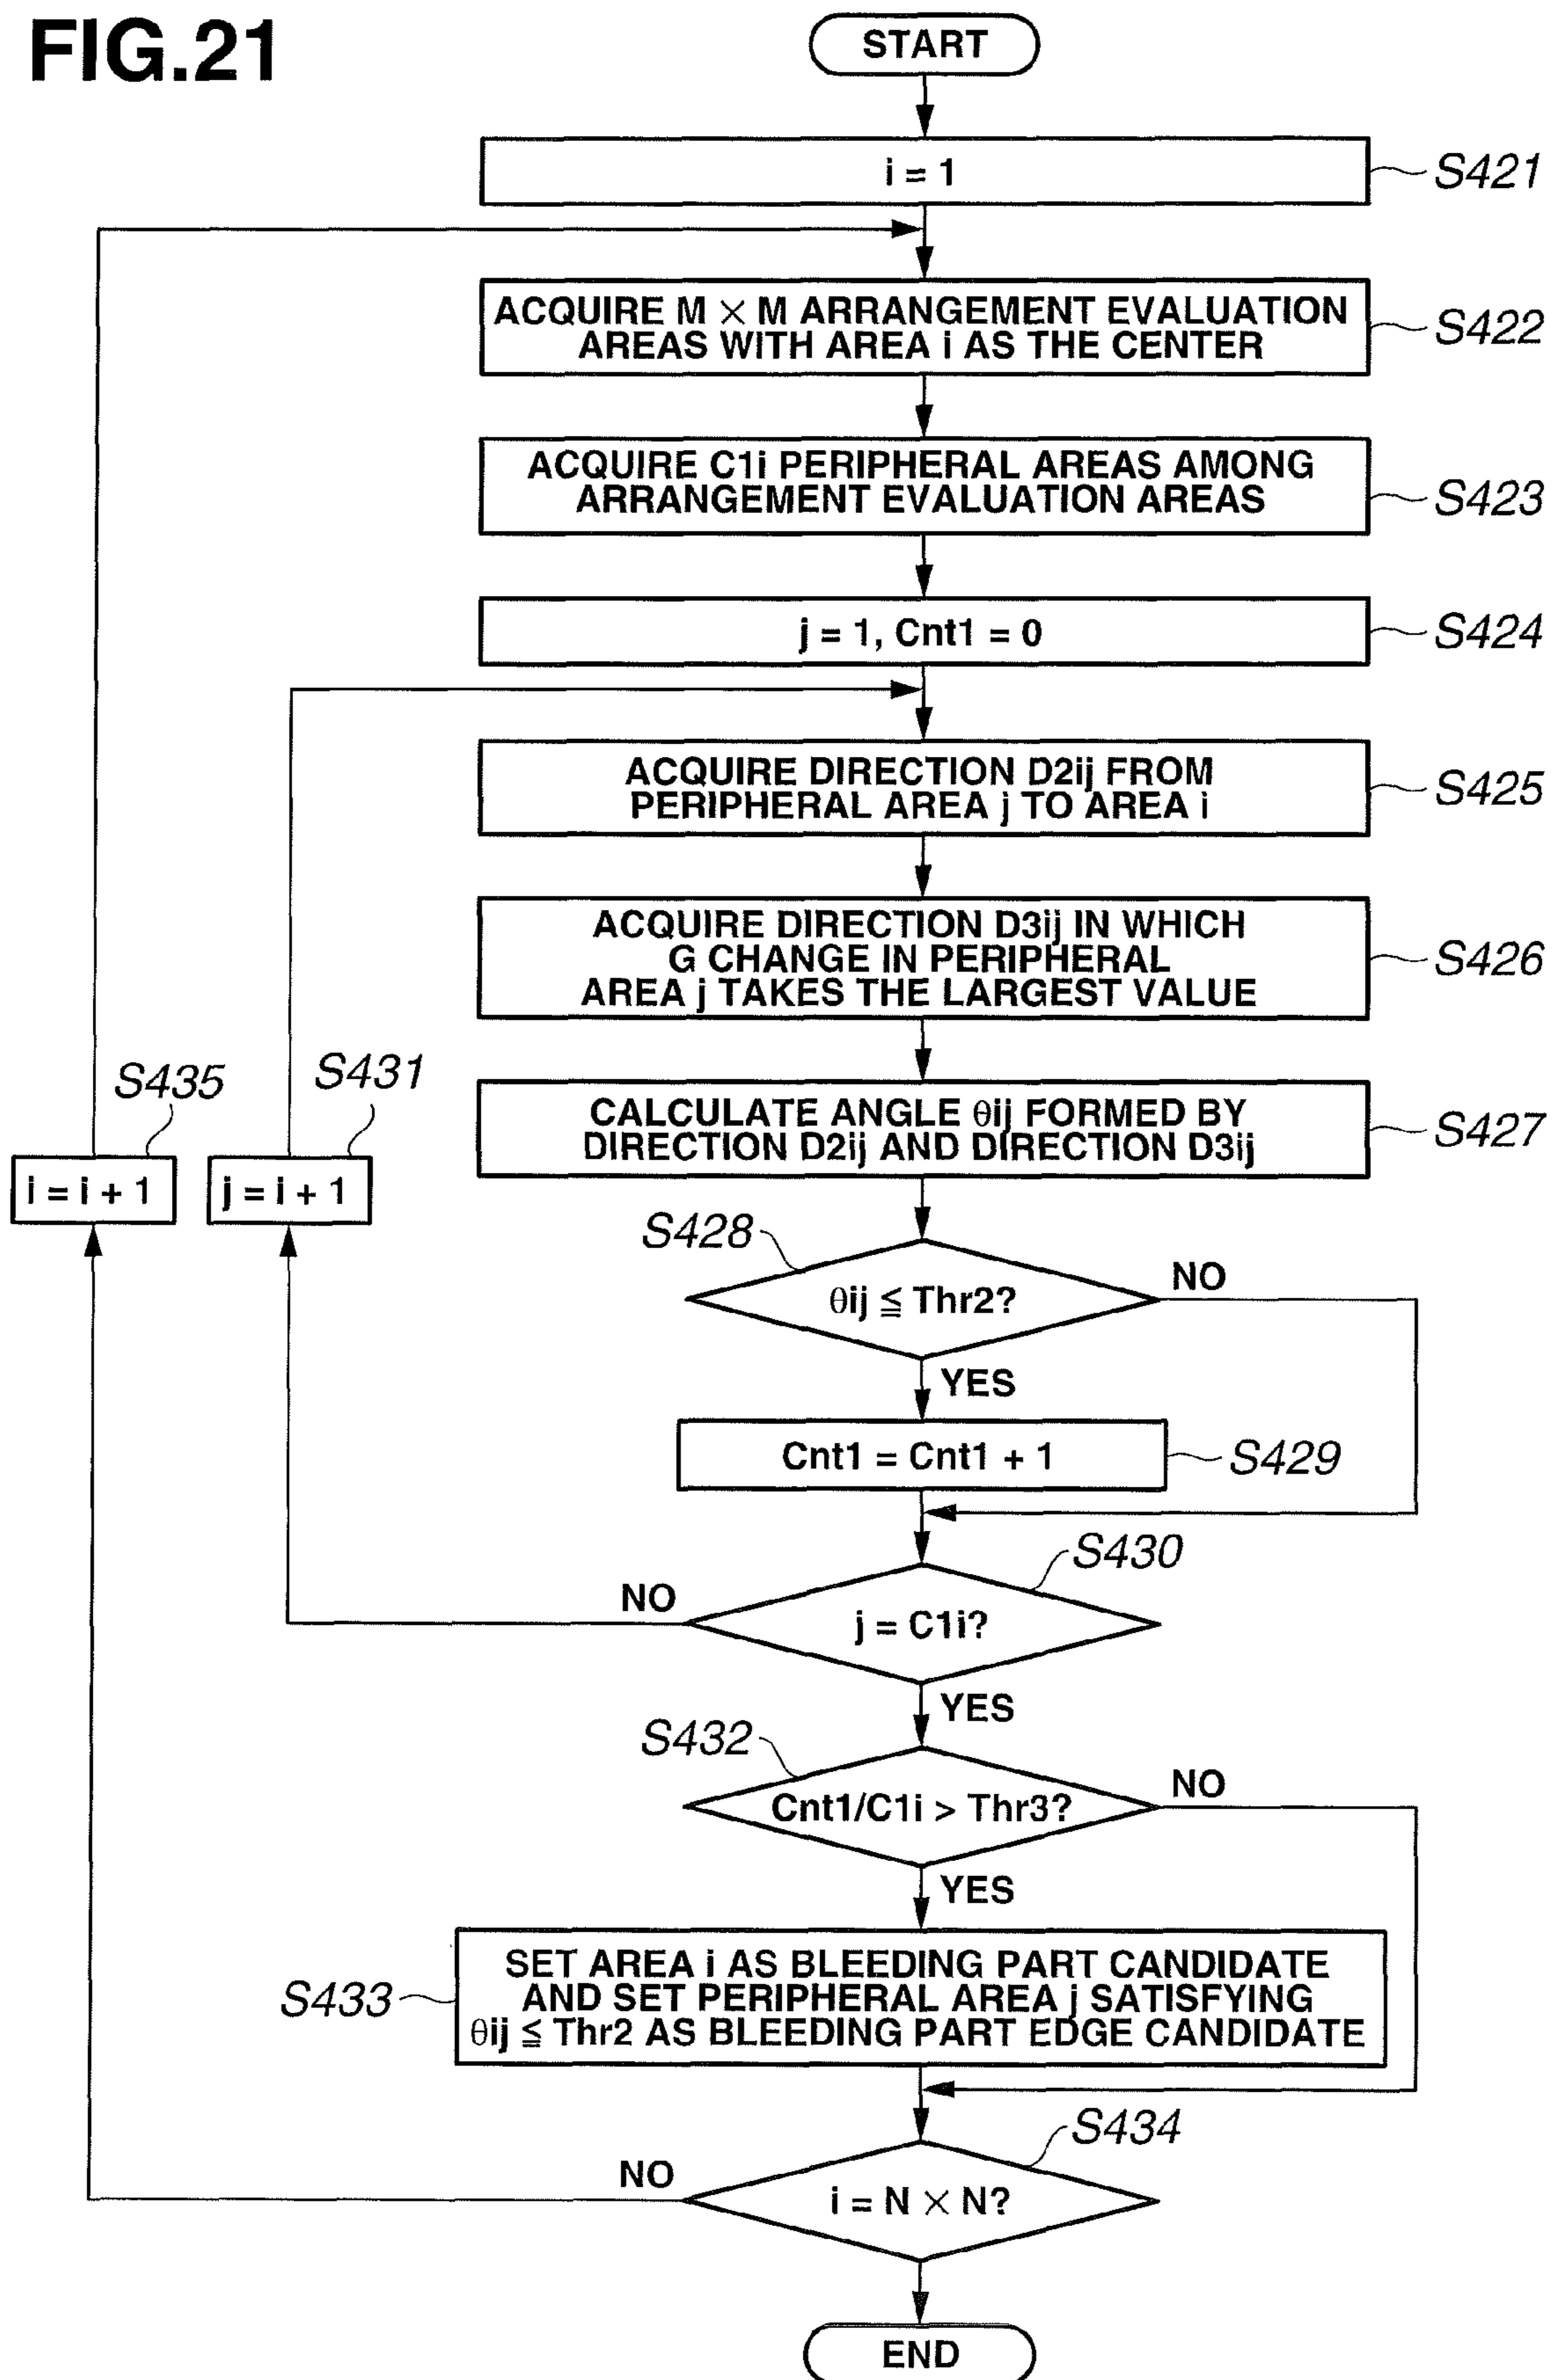 FIG.21
START
i = 1
S421
ACQUIRE M × M ARRANGEMENT EVALUATION
AREAS WITH AREA i AS THE CENTER
S422
ACQUIRE C1i PERIPHERAL AREAS AMONG
ARRANGEMENT EVALUATION AREAS
S423
j = 1, Cnt1 = 0
S424
ACQUIRE DIRECTION D2ij FROM
PERIPHERAL AREA j TO AREA i
S425
ACQUIRE DIRECTION D3ij IN WHICH
G CHANGE IN PERIPHERAL
AREA j TAKES THE LARGEST VALUE
S426
S435
S431
CALCULATE ANGLE θij FORMED BY
DIRECTION D2ij AND DIRECTION D3ij
S427
i = i + 1
j = i + 1
S428
θij ≦ Thr2?
NO
YES
Cnt1 = Cnt1 + 1
S429
S430
NO
j = C1i?
YES
S432
Cnt1/C1i > Thr3?
NO
YES
S433
SET AREA i AS BLEEDING PART CANDIDATE
AND SET PERIPHERAL AREA j SATISFYING
θij ≦ Thr2 AS BLEEDING PART EDGE CANDIDATE
S434
NO
i = N × N?
END